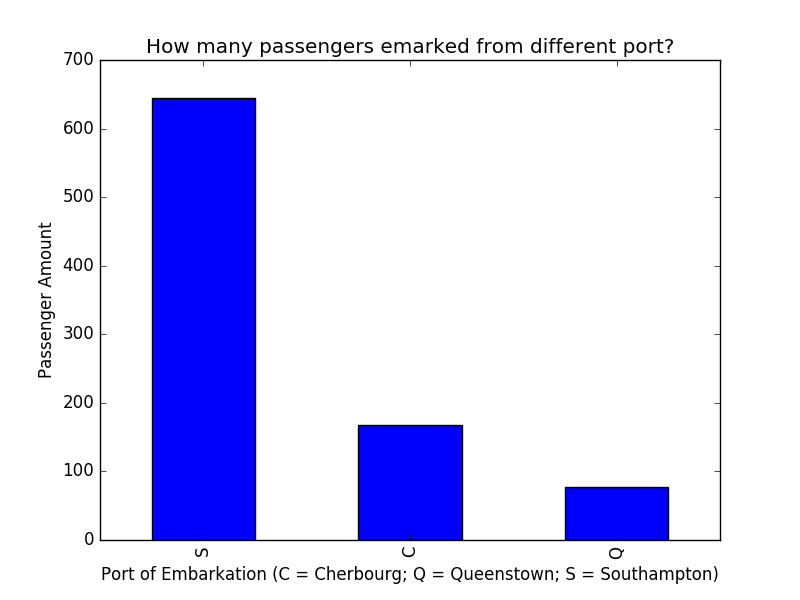 How many passengers emarked from different port?
700
600
500
400
300
200
100
0
Passenger Amount
S
C
Q
Port of Embarkation (C = Cherbourg; Q = Queenstown; S = Southampton)